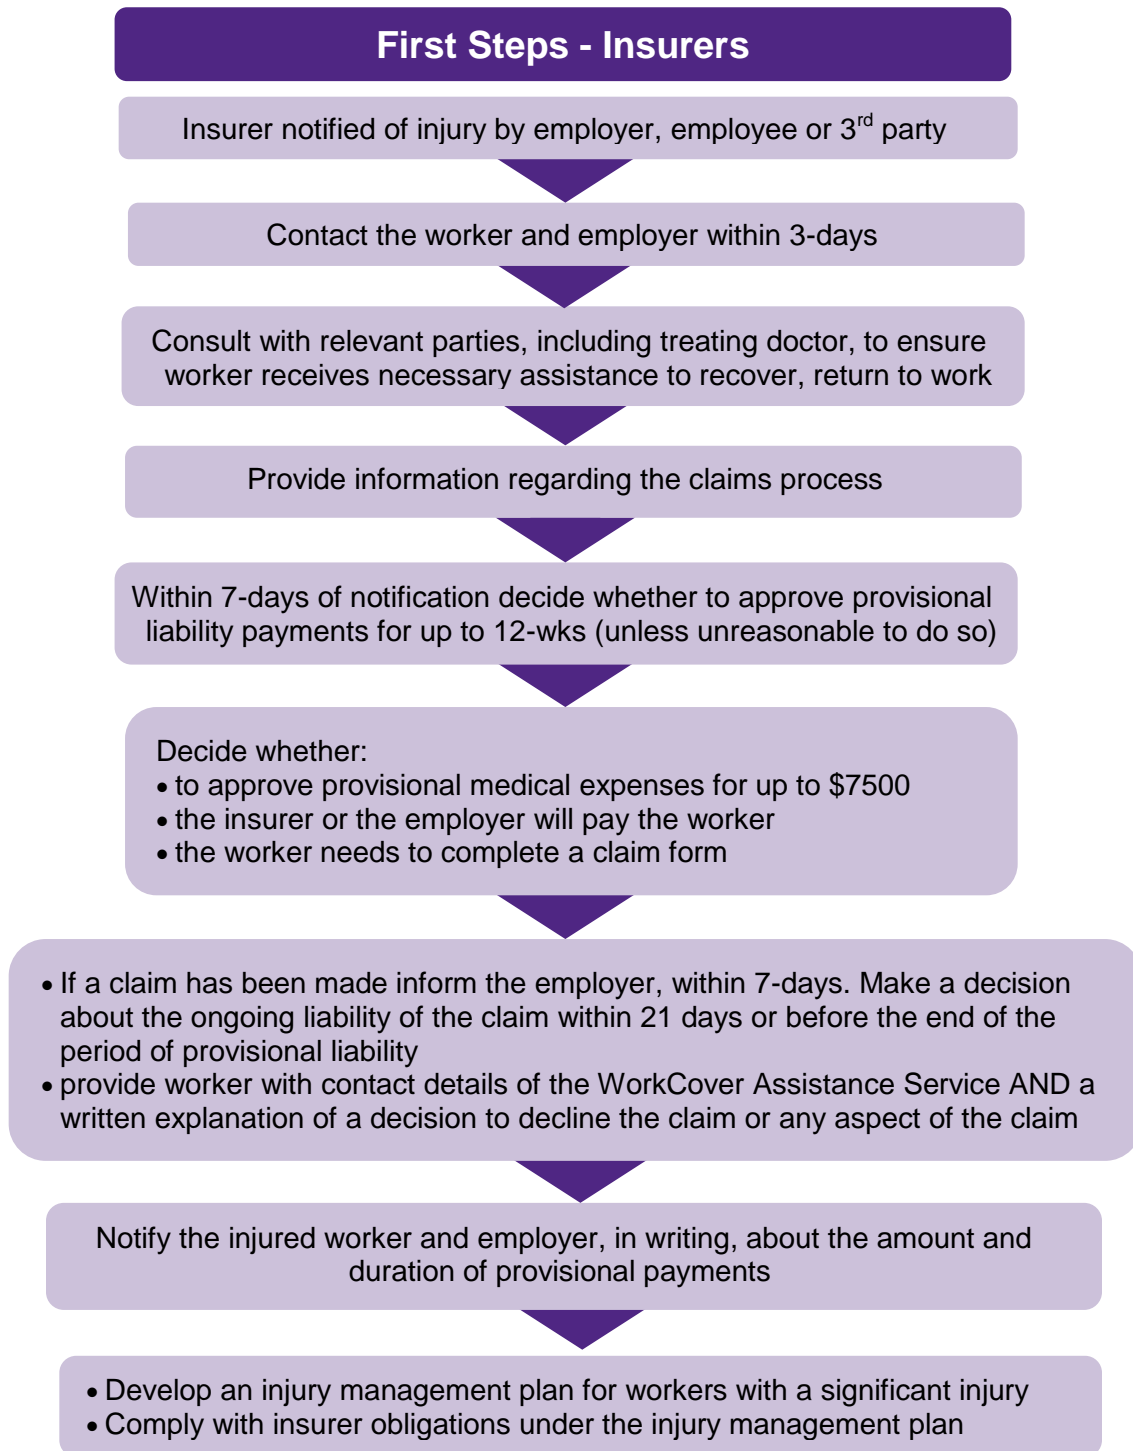 First Steps - Insurers
Insurer notified of injury by employer, employee or 3rd party
Contact the worker and employer within 3-days
Consult with relevant parties, including treating doctor, to ensure
worker receives necessary assistance to recover, return to work
Provide information regarding the claims process
Within 7-days of notification decide whether to approve provisional
liability payments for up to 12-wks (unless unreasonable to do so)
Decide whether:
• to approve provisional medical expenses for up to $7500
• the insurer or the employer will pay the worker
• the worker needs to complete a claim form
• If a claim has been made inform the employer, within 7-days. Make a decision
about the ongoing liability of the claim within 21 days or before the end of the
period of provisional liability
• provide worker with contact details of the WorkCover Assistance Service AND a
written explanation of a decision to decline the claim or any aspect of the claim
Notify the injured worker and employer, in writing, about the amount and
duration of provisional payments
• Develop an injury management plan for workers with a significant injury
• Comply with insurer obligations under the injury management plan